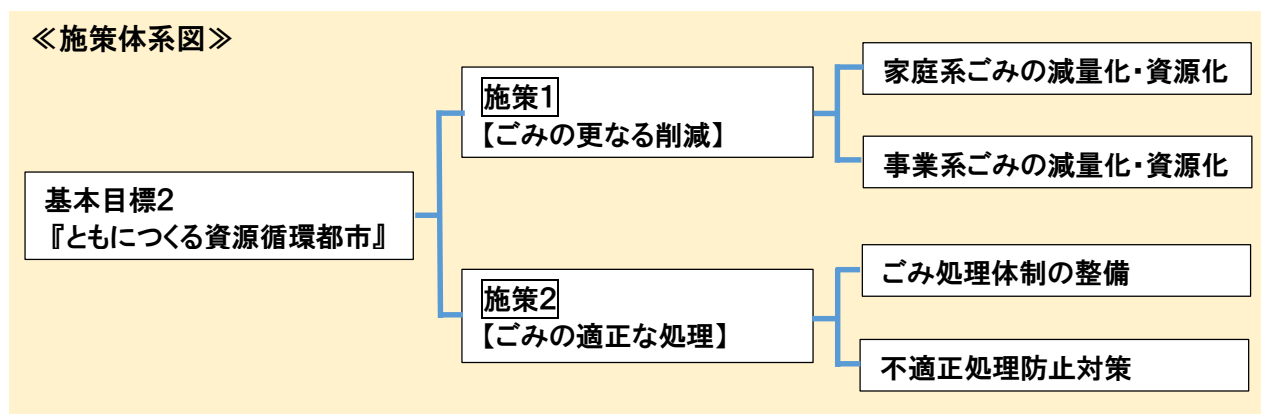 ≪施策体系図≫
基本目標2
『ともにつくる資源循環都市』
施策1
【ごみの更なる削減】
家庭系ごみの減量化・資源化
事業系ごみの減量化・資源化
施策2
【ごみの適正な処理】
ごみ処理体制の整備
不適正処理防止対策